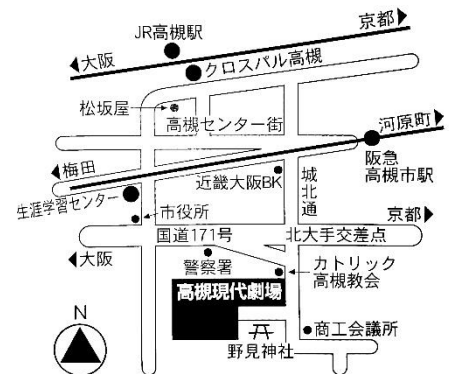 京都▶
JR高槻駅
◀大阪
クロスパル高槻
松坂屋
高槻センター街
河原町▶
◀梅田
阪急
高槻市駅
近畿大阪BK
城北通
生涯学習センター
市役所
京都▶
国道171号
北大手交差点
◀大阪
警察署
カトリック
高槻教会
高槻現代劇場
N
商工会議所
野見神社